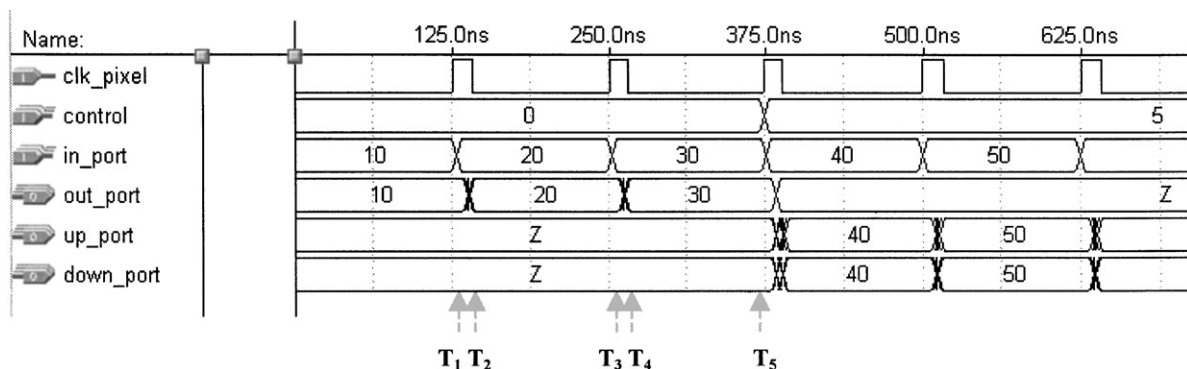 Name: 125.0ns 250.0ns 375.0ns 500.0ns 625.0ns
clk_pixel
control 0 5
in_port 10 20 30 40 50
out_port 10 20 30 Z
up_port Z 40 50
down_port Z 40 50
T1 T2 T3 T4 T5